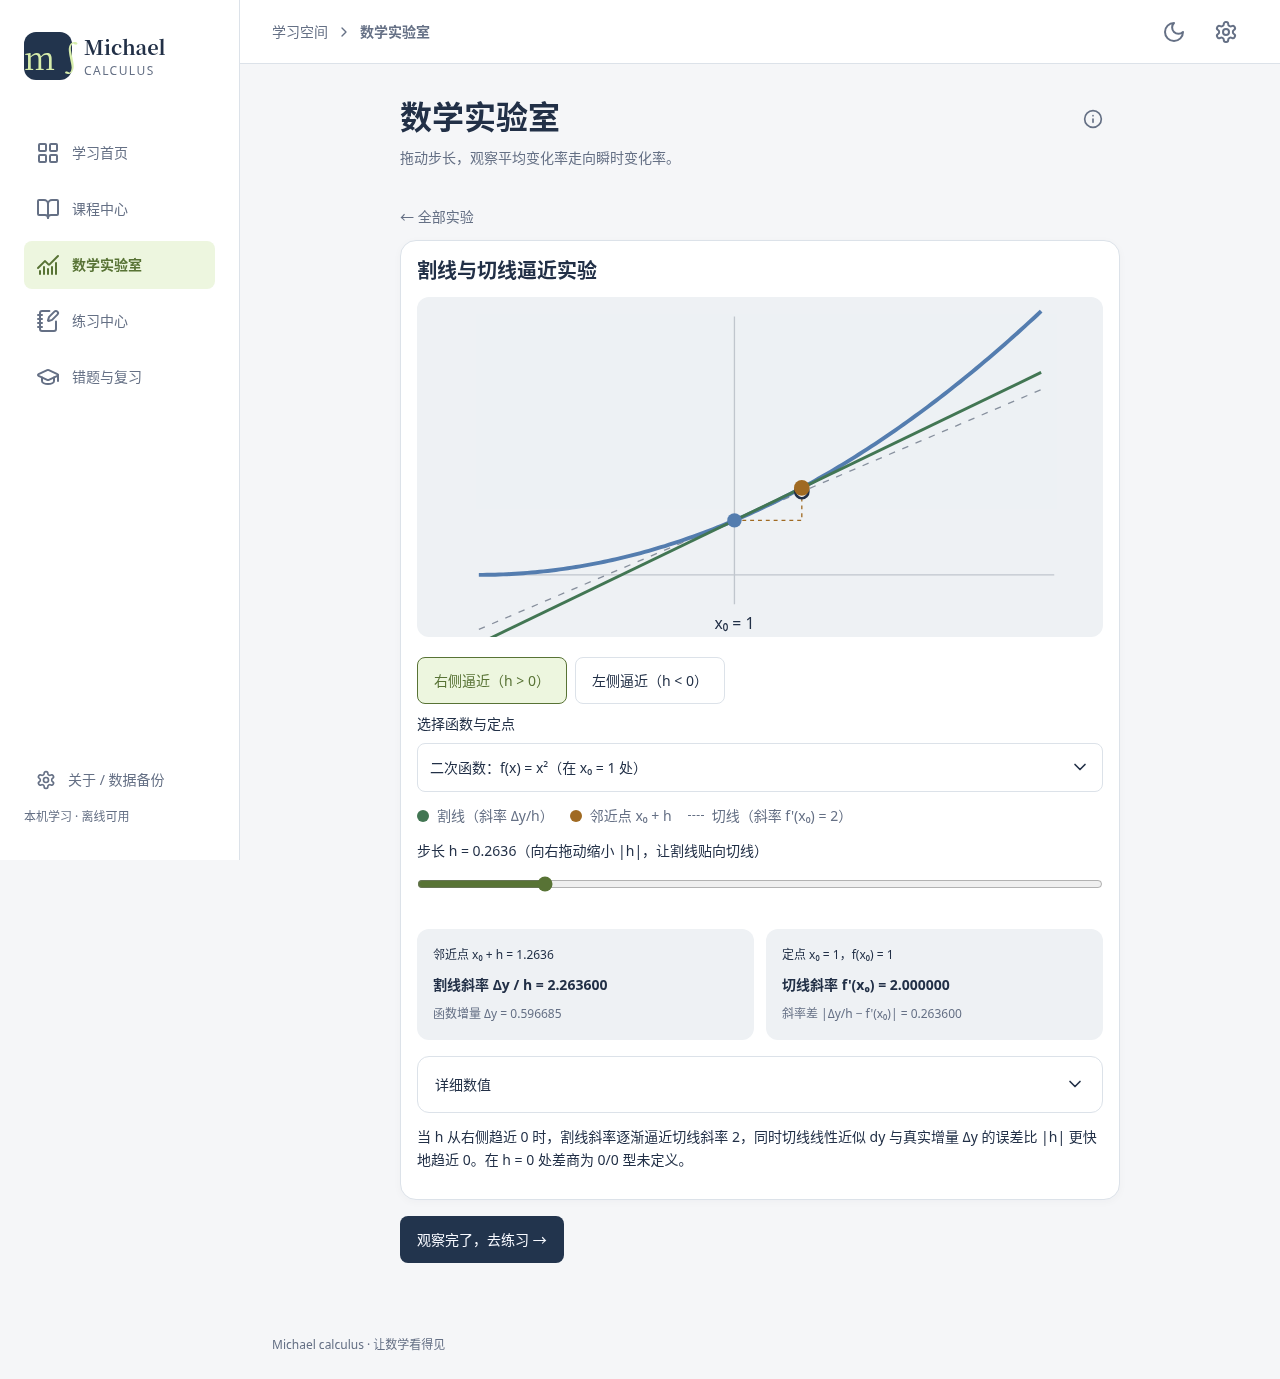 m ∫
Michael
CALCULUS
学习首页
课程中心
数学实验室
练习中心
错题与复习
关于 / 数据备份
本机学习 · 离线可用
学习空间 > 数学实验室
数学实验室
拖动步长，观察平均变化率走向瞬时变化率。
← 全部实验
割线与切线逼近实验
x₀ = 1
右侧逼近（h > 0） 左侧逼近（h < 0）
选择函数与定点
二次函数：f(x) = x²（在 x₀ = 1 处）
割线（斜率 Δy/h） 邻近点 x₀ + h 切线（斜率 f'(x₀) = 2）
步长 h = 0.2636（向右拖动缩小 |h|，让割线贴向切线）
邻近点 x₀ + h = 1.2636
割线斜率 Δy / h = 2.263600
函数增量 Δy = 0.596685
定点 x₀ = 1，f(x₀) = 1
切线斜率 f'(x₀) = 2.000000
斜率差 |Δy/h − f'(x₀)| = 0.263600
详细数值
当 h 从右侧趋近 0 时，割线斜率逐渐逼近切线斜率 2，同时切线线性近似 dy 与真实增量 Δy 的误差比 |h| 更快
地趋近 0。在 h = 0 处差商为 0/0 型未定义。
观察完了，去练习 →
Michael calculus · 让数学看得见